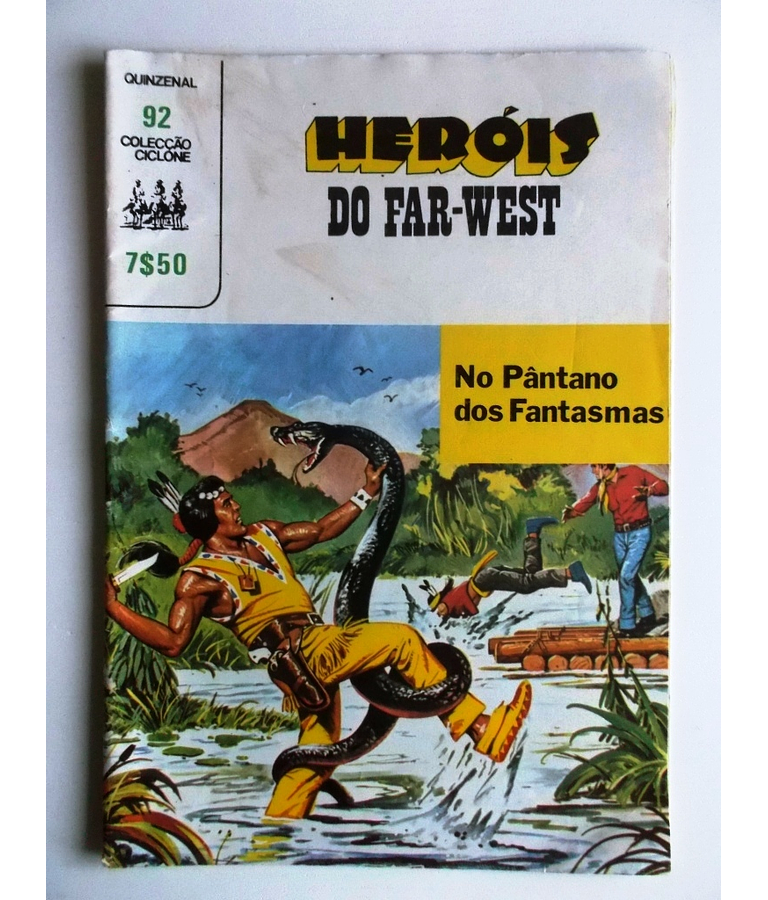 QUINZENAL
92
COLECÇÃO
CICLONE
7$50
HERÓIS
DO FAR-WEST
No Pântano
dos Fantasmas